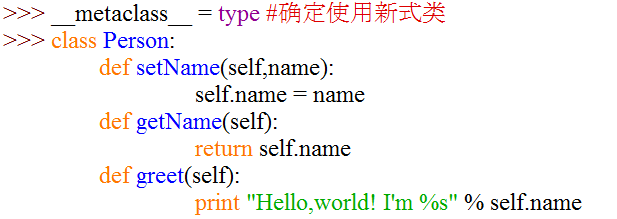 >>> __metaclass__ = type #确定使用新式类
>>> class Person:
def setName(self,name):
self.name = name
def getName(self):
return self.name
def greet(self):
print "Hello,world! I'm %s" % self.name